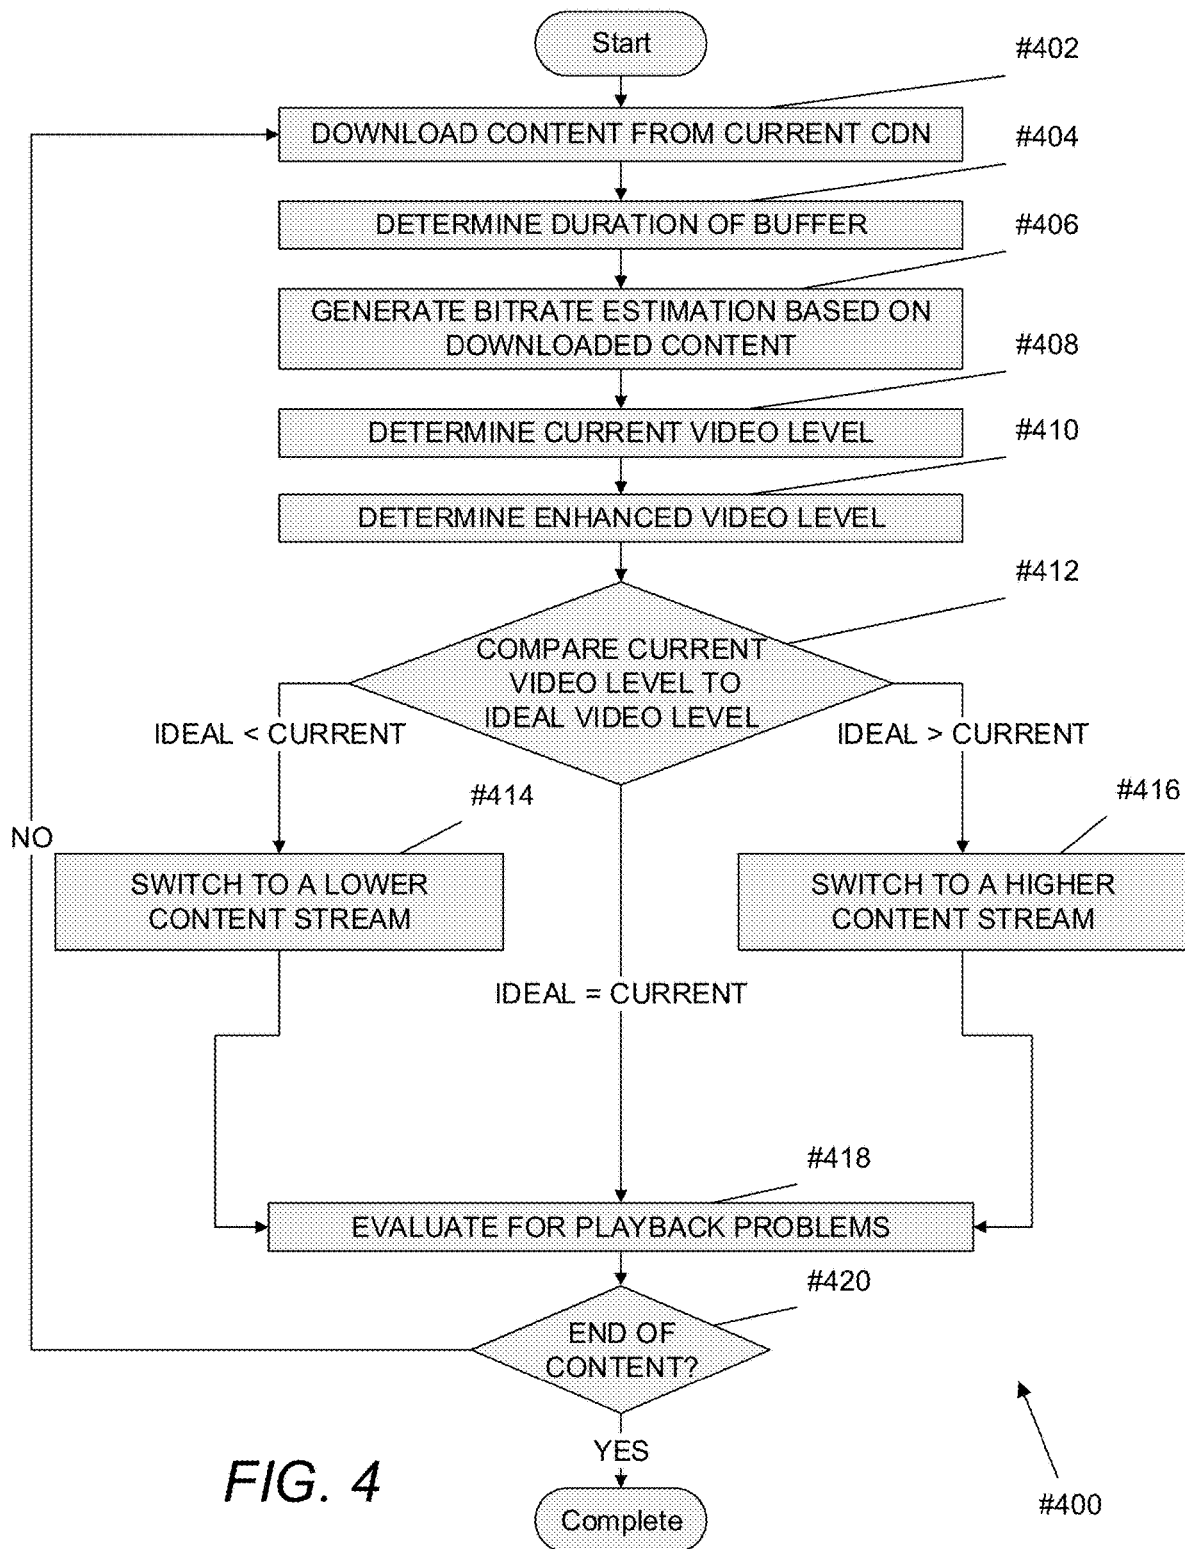 Start
#402
DOWNLOAD CONTENT FROM CURRENT CDN
#404
DETERMINE DURATION OF BUFFER
#406
GENERATE BITRATE ESTIMATION BASED ON
DOWNLOADED CONTENT
#408
DETERMINE CURRENT VIDEO LEVEL
#410
DETERMINE ENHANCED VIDEO LEVEL
#412
COMPARE CURRENT
VIDEO LEVEL TO
IDEAL VIDEO LEVEL
IDEAL < CURRENT
IDEAL > CURRENT
#414
#416
NO
SWITCH TO A LOWER
CONTENT STREAM
SWITCH TO A HIGHER
CONTENT STREAM
IDEAL = CURRENT
#418
EVALUATE FOR PLAYBACK PROBLEMS
#420
END OF
CONTENT?
YES
FIG. 4
#400
Complete